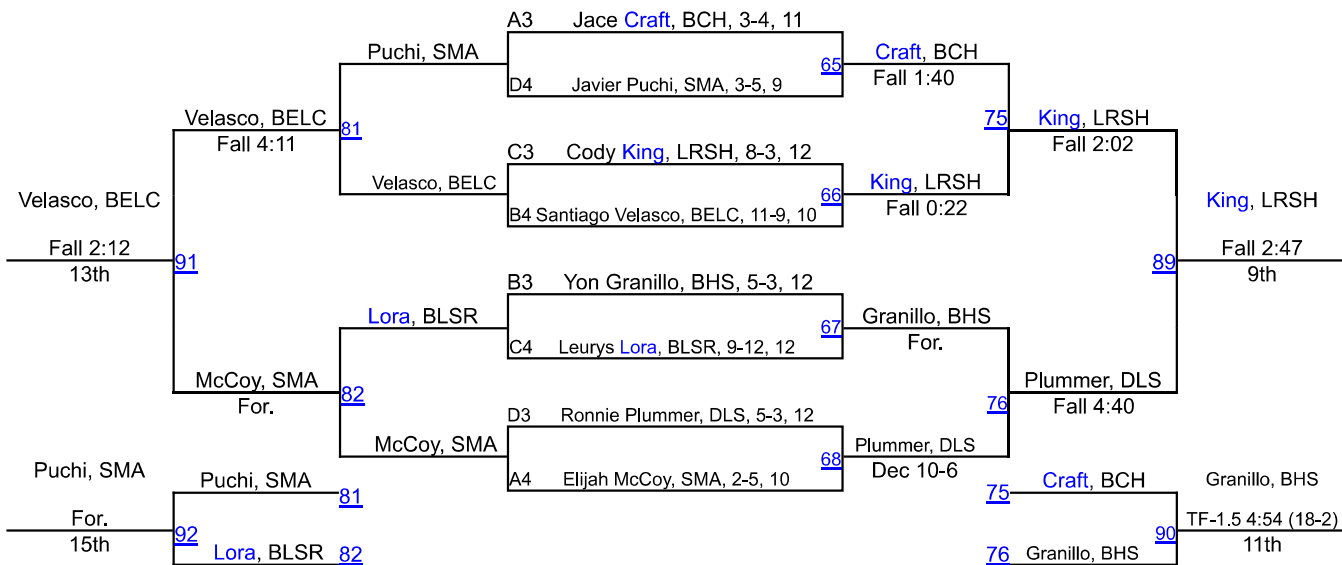 A3 Jace Craft, BCH, 3-4, 11
Puchi, SMA
65
Craft, BCH
Fall 1:40
D4 Javier Puchi, SMA, 3-5, 9
Velasco, BELC
Fall 4:11
81
75
King, LRSH
Fall 2:02
C3 Cody King, LRSH, 8-3, 12
Velasco, BELC
66
King, LRSH
Fall 0:22
B4 Santiago Velasco, BELC, 11-9, 10
Velasco, BELC
Fall 2:12
13th
91
89
King, LRSH
Fall 2:47
9th
B3 Yon Granillo, BHS, 5-3, 12
Lora, BLSR
67
Granillo, BHS
For.
C4 Leurys Lora, BLSR, 9-12, 12
McCoy, SMA
For.
82
76
Plummer, DLS
Fall 4:40
D3 Ronnie Plummer, DLS, 5-3, 12
McCoy, SMA
68
Plummer, DLS
Dec 10-6
A4 Elijah McCoy, SMA, 2-5, 10
Puchi, SMA
For.
15th
Puchi, SMA 81
92
Lora, BLSR 82
75 Craft, BCH
90
76 Granillo, BHS
Granillo, BHS
TF-1.5 4:54 (18-2)
11th